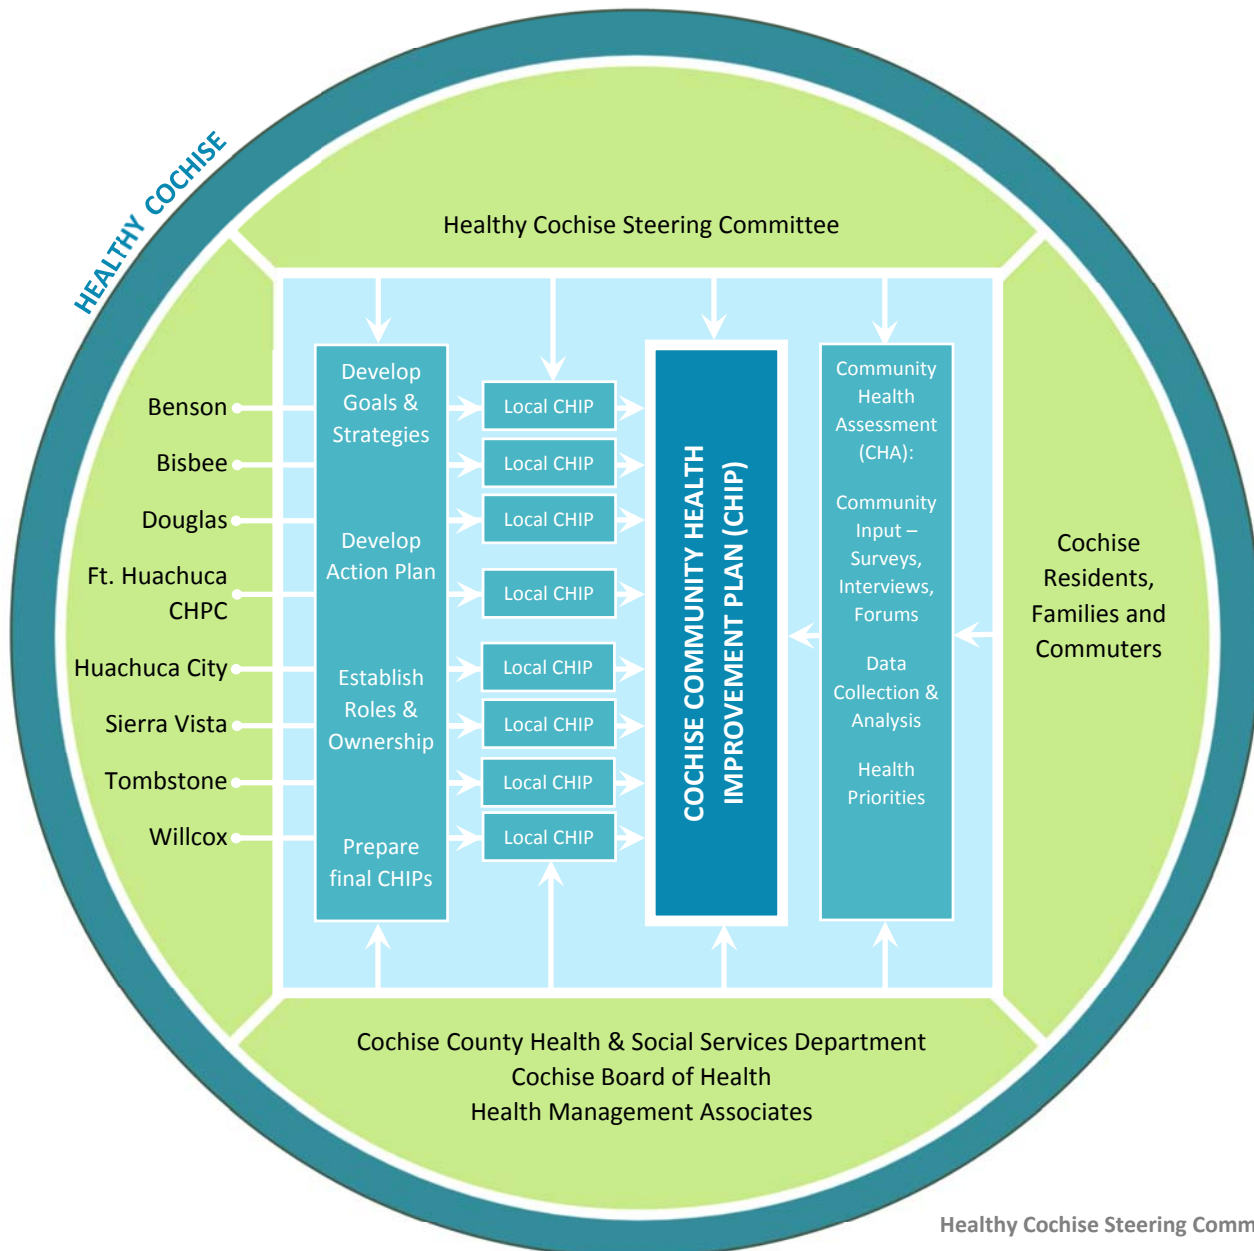 HEALTHY COCHISE
Healthy Cochise Steering Committee
Benson
Bisbee
Douglas
Ft. Huachuca
CHPC
Huachuca City
Sierra Vista
Tombstone
Willcox
Develop
Goals &
Strategies
Develop
Action Plan
Establish
Roles &
Ownership
Prepare
final CHIPs
Local CHIP
Local CHIP
Local CHIP
Local CHIP
Local CHIP
Local CHIP
Local CHIP
Local CHIP
COCHISE COMMUNITY HEALTH
IMPROVEMENT PLAN (CHIP)
Community
Health
Assessment
(CHA):
Community
Input –
Surveys,
Interviews,
Forums
Data
Collection &
Analysis
Health
Priorities
Cochise
Residents,
Families and
Commuters
Cochise County Health & Social Services Department
Cochise Board of Health
Health Management Associates
Healthy Cochise Steering Comm